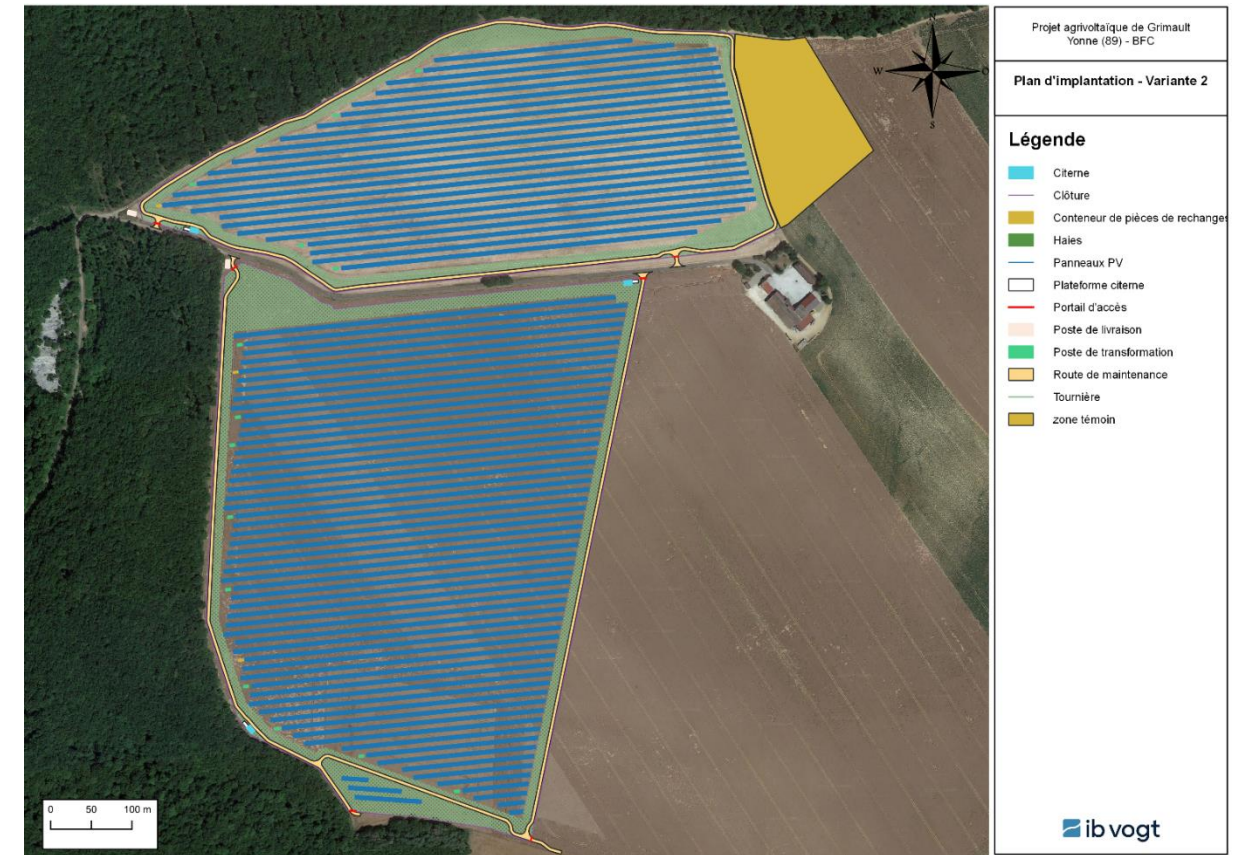 Projet agrivoltaïque de Grimault
Yonne (89) - BFC
Plan d'implantation - Variante 2
Légende
Citerne
Clôture
Conteneur de pièces de rechanges
Haies
Panneaux PV
Plateforme citerne
Portail d'accès
Poste de livraison
Poste de transformation
Route de maintenance
Tournière
zone témoin
N
W
O
S
0 50 100 m
ib vogt